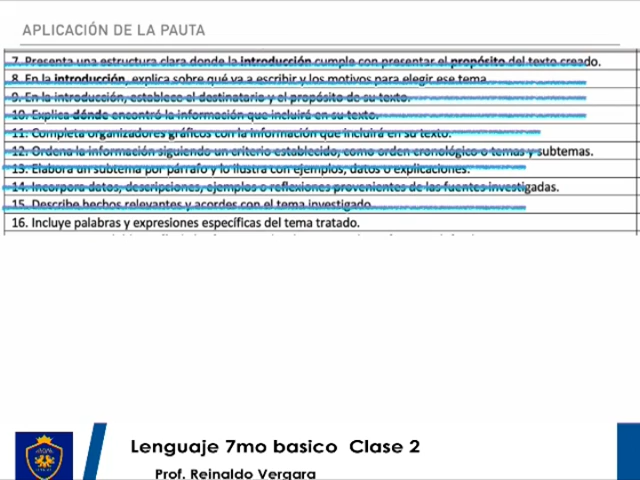 APLICACIÓN DE LA PAUTA
7. Presenta una estructura clara donde la introducción cumple con presentar el propósito del texto creado.
8. En la introducción, explica sobre qué va a escribir y los motivos para elegir ese tema.
9. En la introducción, establece el destinatario y el propósito de su texto.
10. Explica dónde encontró la información que incluirá en su texto.
11. Completa organizadores gráficos con la información que incluirá en su texto.
12. Ordena la información siguiendo un criterio establecido, como orden cronológico o temas y subtemas.
13. Elabora un subtema por párrafo y lo ilustra con ejemplos, datos o explicaciones.
14. Incorpora datos, descripciones, ejemplos o reflexiones provenientes de las fuentes investigadas.
15. Describe hechos relevantes y acordes con el tema investigado.
16. Incluye palabras y expresiones específicas del tema tratado.
Lenguaje 7mo basico Clase 2
Prof. Reinaldo Vergara